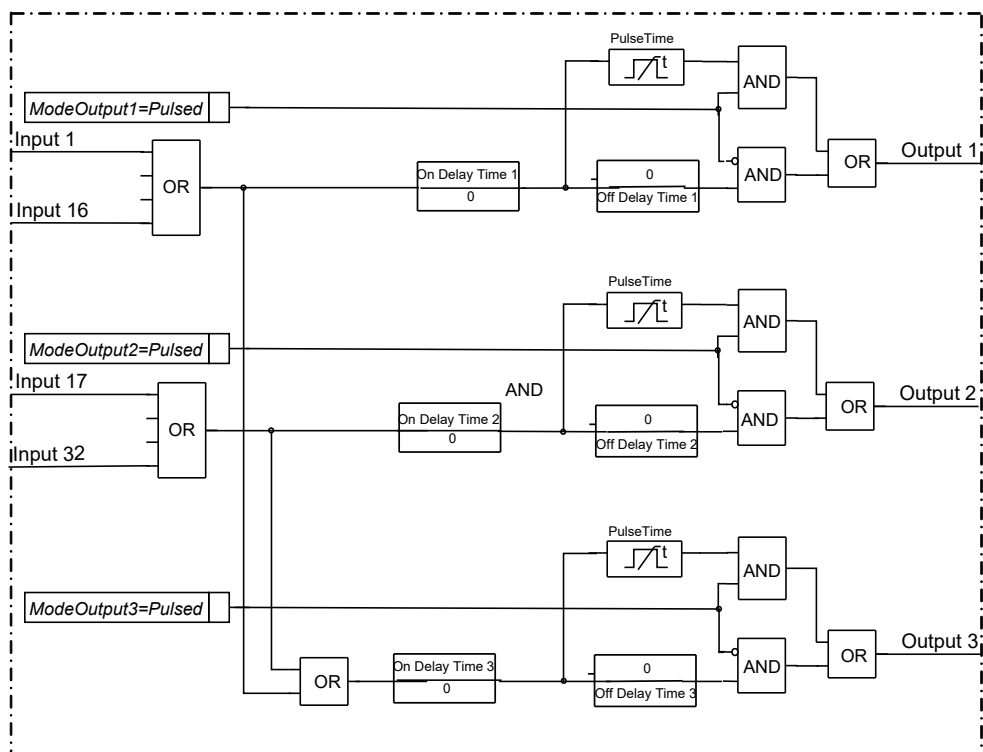 PulseTime
t
AND
ModeOutput1=Pulsed
Input 1
OR
On Delay Time 1
0
0
Off Delay Time 1
AND
OR
Output 1
Input 16
PulseTime
t
AND
ModeOutput2=Pulsed
Input 17
OR
On Delay Time 2
0
AND
0
Off Delay Time 2
AND
OR
Output 2
Input 32
PulseTime
t
AND
ModeOutput3=Pulsed
OR
On Delay Time 3
0
0
Off Delay Time 3
AND
OR
Output 3